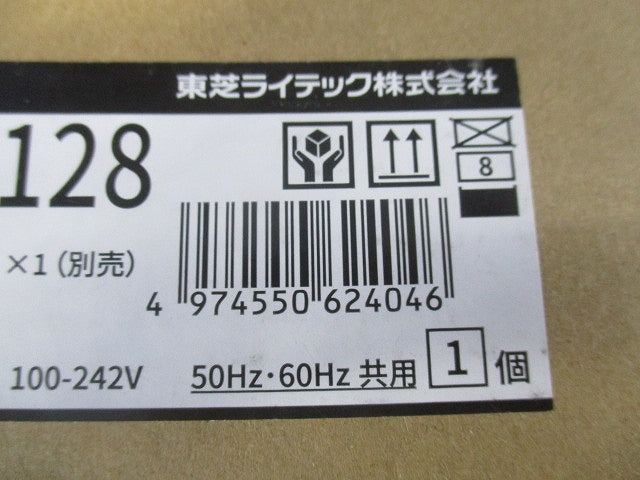 東芝ライテック株式会社
128
8
×1（別売）
4 974550 624046
100-242V
50Hz・60Hz 共用 1 個